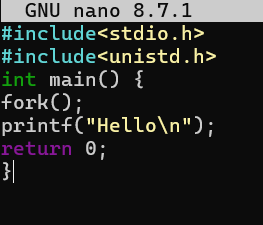 GNU nano 8.7.1
#include<stdio.h>
#include<unistd.h>
int main() {
fork();
printf("Hello\n");
return 0;
}